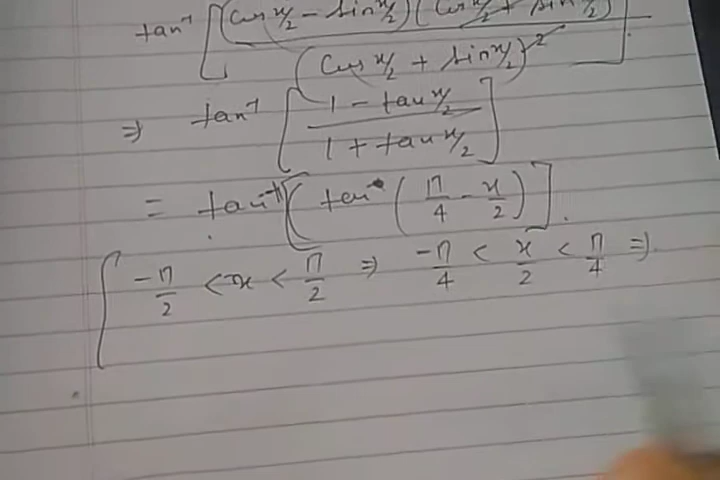 tan⁻¹ [ (cos x/2 - sin x/2) (cos x/2 + sin x/2)
(cos x/2 + sin x/2)² ]
⇒ tan⁻¹ [ 1 - tan x/2
1 + tan x/2 ]
= tan⁻¹ [ tan ( π/4 - x/2 ) ].
[ -π/2 < x < π/2 ⇒ -π/4 < x/2 < π/4 ⇒